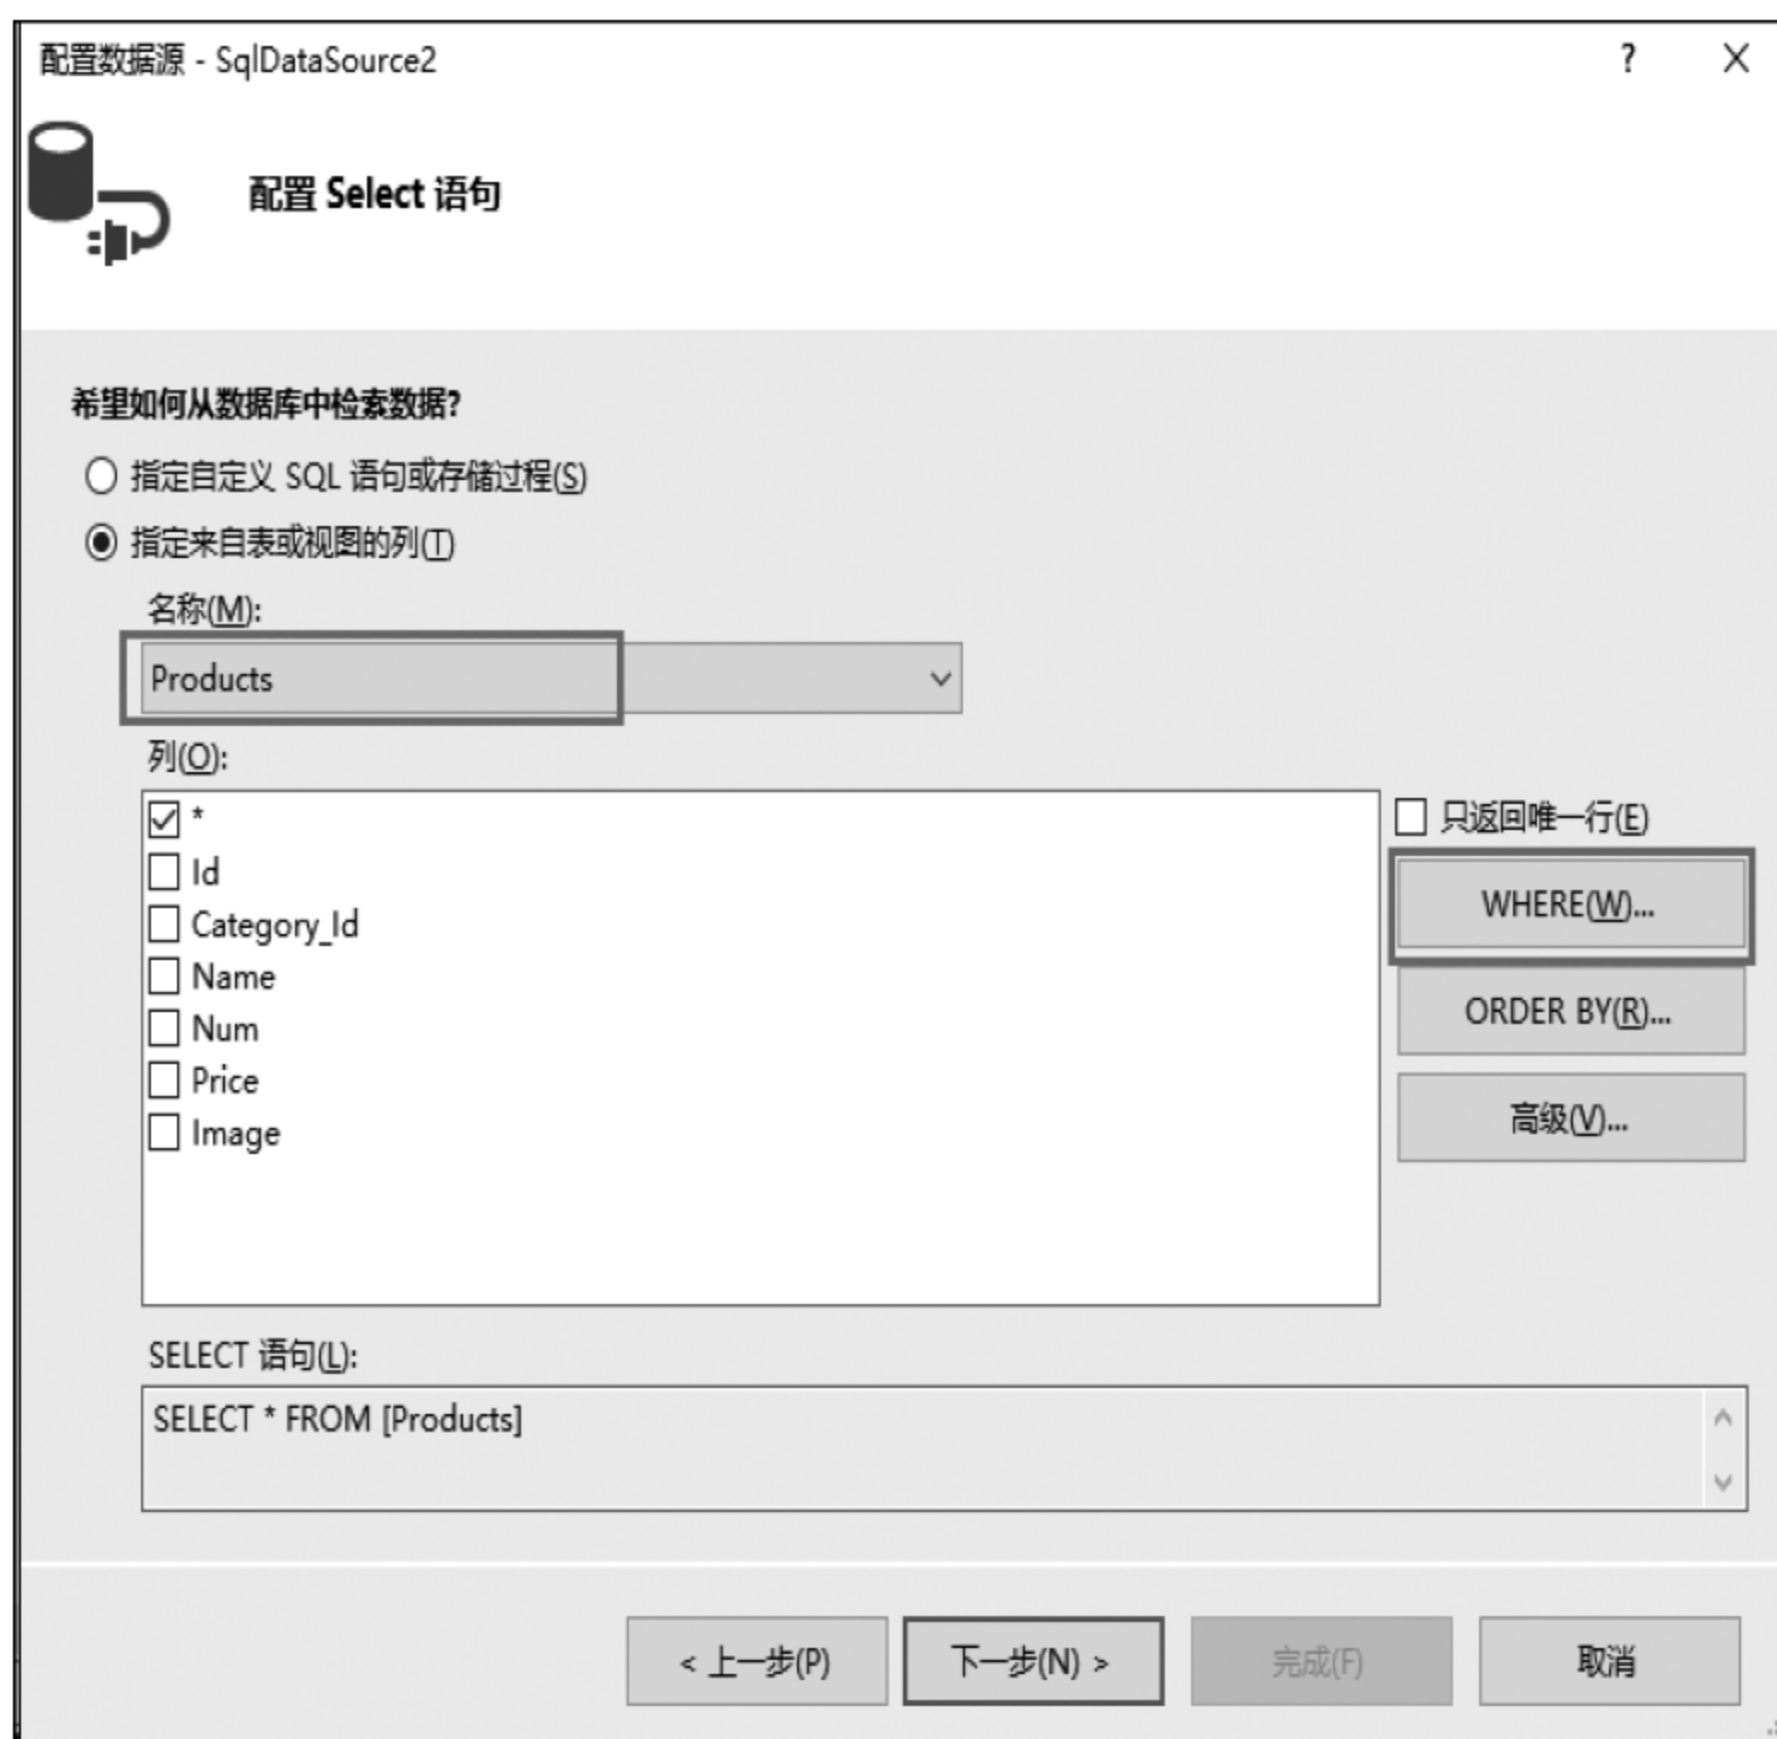 配置数据源 - SqlDataSource2
?
配置 Select 语句
希望如何从数据库中检索数据?
指定自定义 SQL 语句或存储过程(S)
指定来自表或视图的列(T)
名称(M):
Products
列(O):
*
只返回唯一行(E)
Id
WHERE(W)...
Category_Id
Name
ORDER BY(R)...
Num
Price
高级(V)...
Image
SELECT 语句(L):
SELECT * FROM [Products]
< 上一步(P)
下一步(N) >
完成(F)
取消